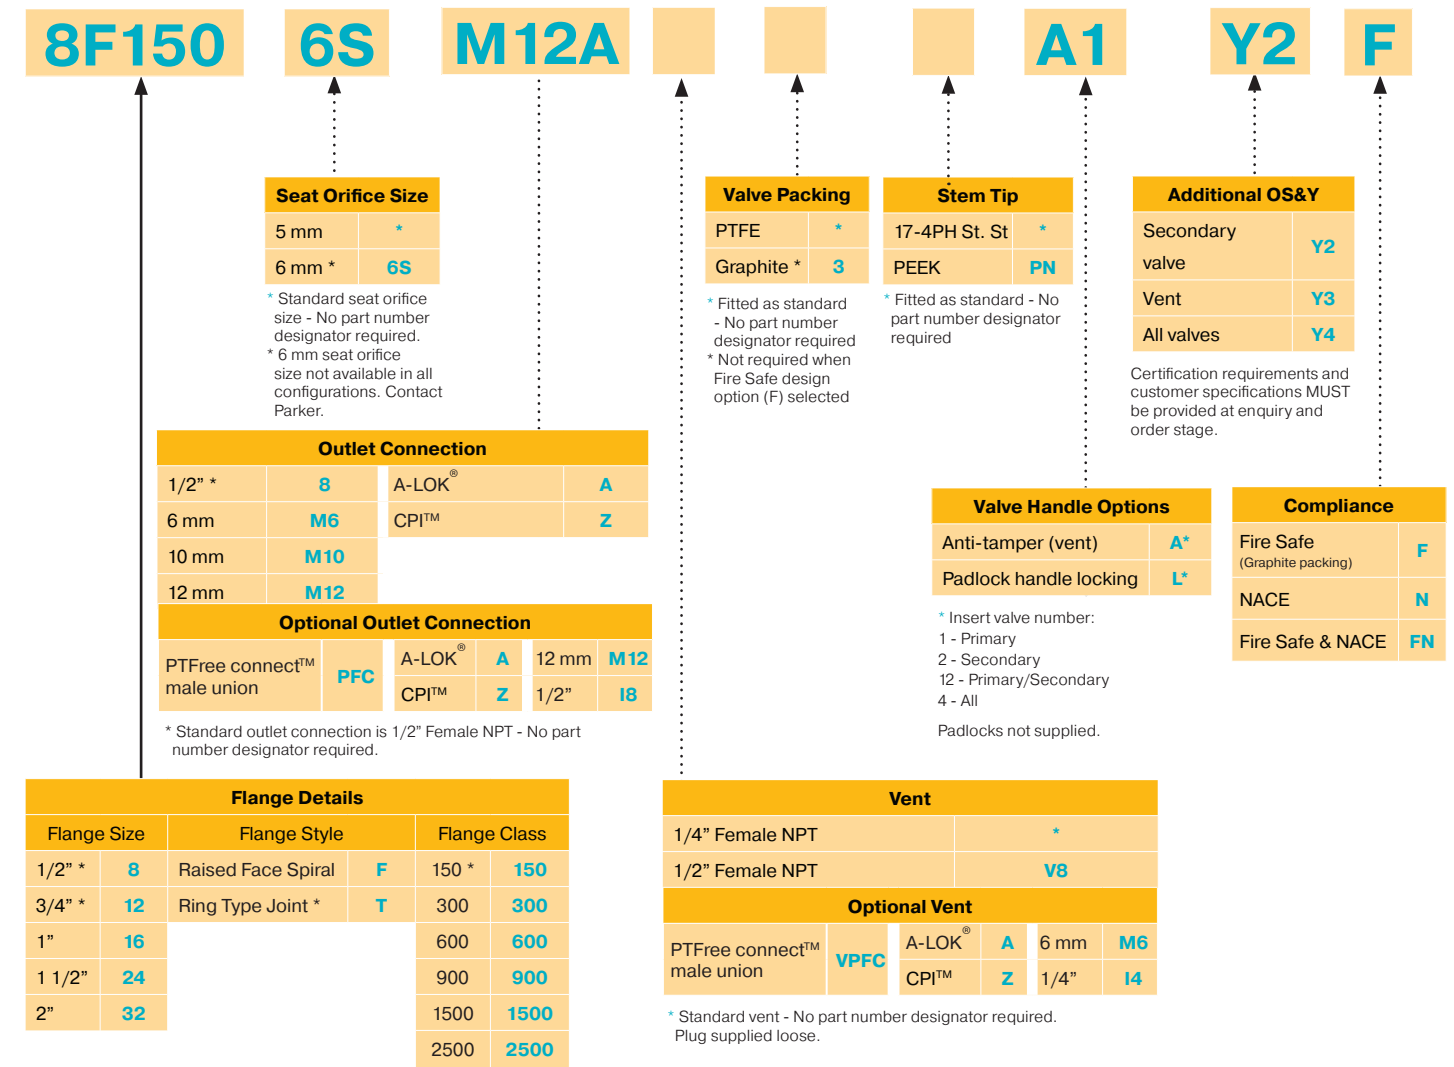 8F150 6S M12A A1 Y2 F
Seat Orifice Size
5 mm *
6 mm * 6S
* Standard seat orifice
size - No part number
designator required.
* 6 mm seat orifice
size not available in all
configurations. Contact
Parker.
Valve Packing
PTFE *
Graphite * 3
* Fitted as standard
- No part number
designator required
* Not required when
Fire Safe design
option (F) selected
Stem Tip
17-4PH St. St *
PEEK PN
* Fitted as standard - No
part number designator
required
Additional OS&Y
Secondary
valve Y2
Vent Y3
All valves Y4
Certification requirements and
customer specifications MUST
be provided at enquiry and
order stage.
Outlet Connection
1/2” * 8 A-LOK® A
6 mm M6 CPI™ Z
10 mm M10
12 mm M12
Optional Outlet Connection
PTFree connect™
male union PFC
A-LOK® A 12 mm M12
CPI™ Z 1/2” I8
* Standard outlet connection is 1/2” Female NPT - No part
number designator required.
Valve Handle Options
Anti-tamper (vent) A*
Padlock handle locking L*
* Insert valve number:
1 - Primary
2 - Secondary
12 - Primary/Secondary
4 - All
Padlocks not supplied.
Compliance
Fire Safe
(Graphite packing) F
NACE N
Fire Safe & NACE FN
Flange Details
Flange Size Flange Style Flange Class
1/2” * 8 Raised Face Spiral F 150 * 150
3/4” * 12 Ring Type Joint * T 300 300
1” 16 600 600
1 1/2” 24 900 900
2” 32 1500 1500
2500 2500
Vent
1/4” Female NPT *
1/2” Female NPT V8
Optional Vent
PTFree connect™
male union VPFC
A-LOK® A 6 mm M6
CPI™ Z 1/4” I4
* Standard vent - No part number designator required.
Plug supplied loose.